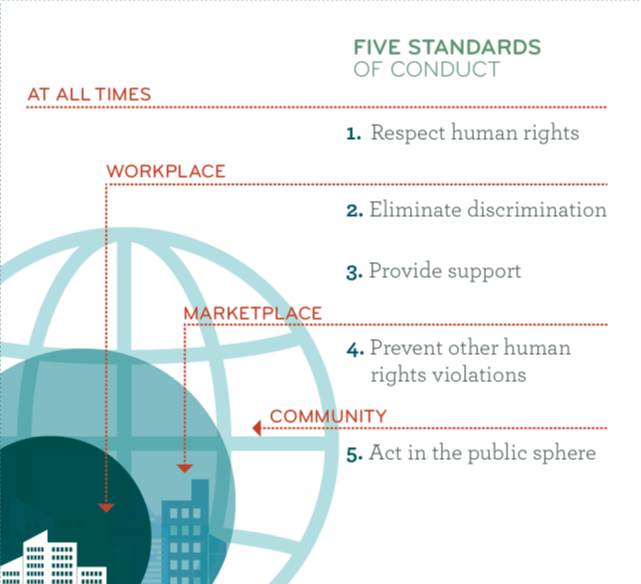 FIVE STANDARDS
OF CONDUCT
AT ALL TIMES
1. Respect human rights
WORKPLACE
2. Eliminate discrimination
3. Provide support
MARKETPLACE
4. Prevent other human
rights violations
COMMUNITY
5. Act in the public sphere